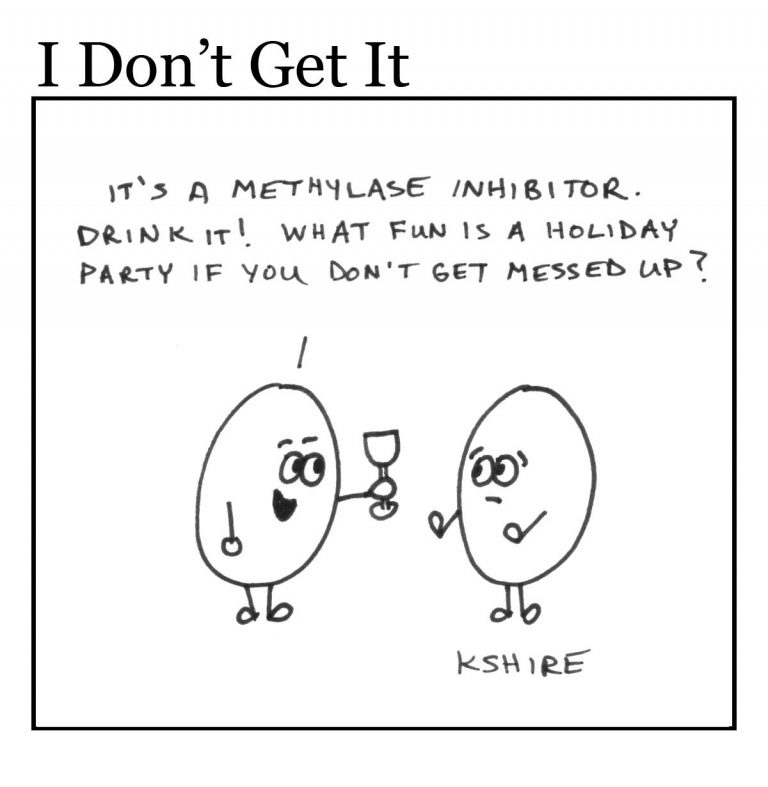 I Don't Get It
IT'S A METHYLASE INHIBITOR.
DRINK IT! WHAT FUN IS A HOLIDAY
PARTY IF YOU DON'T GET MESSED UP?
KSHIRE